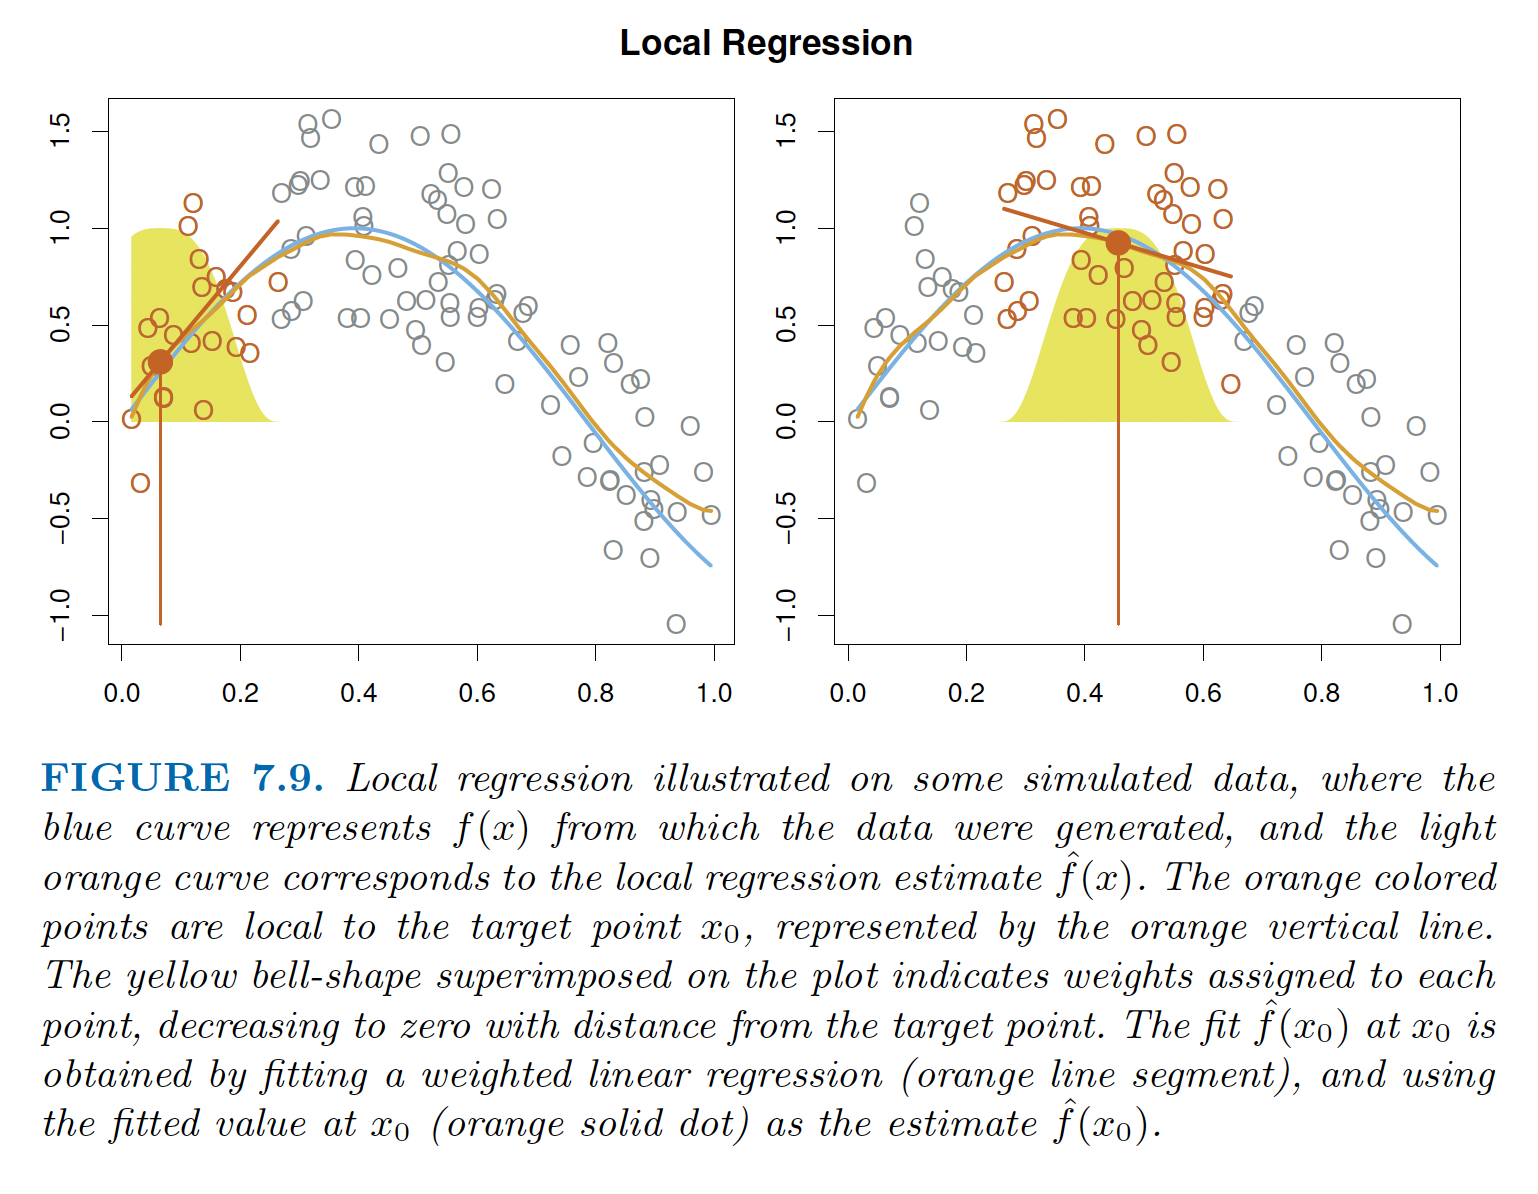 Local Regression
1.5
1.0
0.5
0.0
−0.5
−1.0
0.0 0.2 0.4 0.6 0.8 1.0
1.5
1.0
0.5
0.0
−0.5
−1.0
0.0 0.2 0.4 0.6 0.8 1.0
FIGURE 7.9. Local regression illustrated on some simulated data, where the
blue curve represents f(x) from which the data were generated, and the light
orange curve corresponds to the local regression estimate f̂(x). The orange colored
points are local to the target point x₀, represented by the orange vertical line.
The yellow bell-shape superimposed on the plot indicates weights assigned to each
point, decreasing to zero with distance from the target point. The fit f̂(x₀) at x₀ is
obtained by fitting a weighted linear regression (orange line segment), and using
the fitted value at x₀ (orange solid dot) as the estimate f̂(x₀).